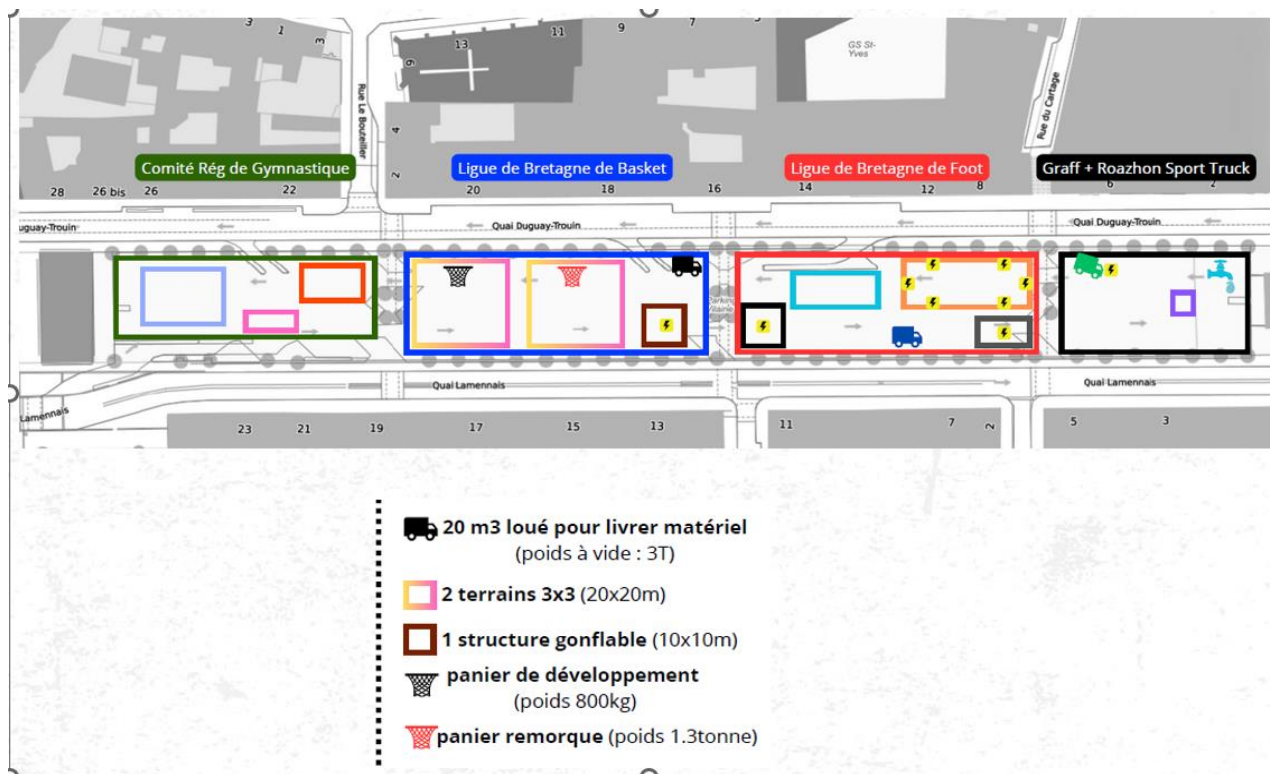 3
1
3
9
13
11
9
7
GS St-
Yves
Rue Le Bouteiller
Rue du Cartage
4
2
Comité Rég de Gymnastique
Ligue de Bretagne de Basket
Ligue de Bretagne de Foot
Graff + Roazhon Sport Truck
28
26 bis
26
22
20
18
16
14
12
8
6
2
uguay-Trouin
Quai Duguay-Trouin
Quai Duguay-Trouin
Parking
Vilaine
Quai Lamennais
Quai Lamennais
Lamennais
23
21
19
17
15
13
11
7
2
5
3
20 m3 loué pour livrer matériel
(poids à vide : 3T)
2 terrains 3x3 (20x20m)
1 structure gonflable (10x10m)
panier de développement
(poids 800kg)
panier remorque (poids 1.3tonne)